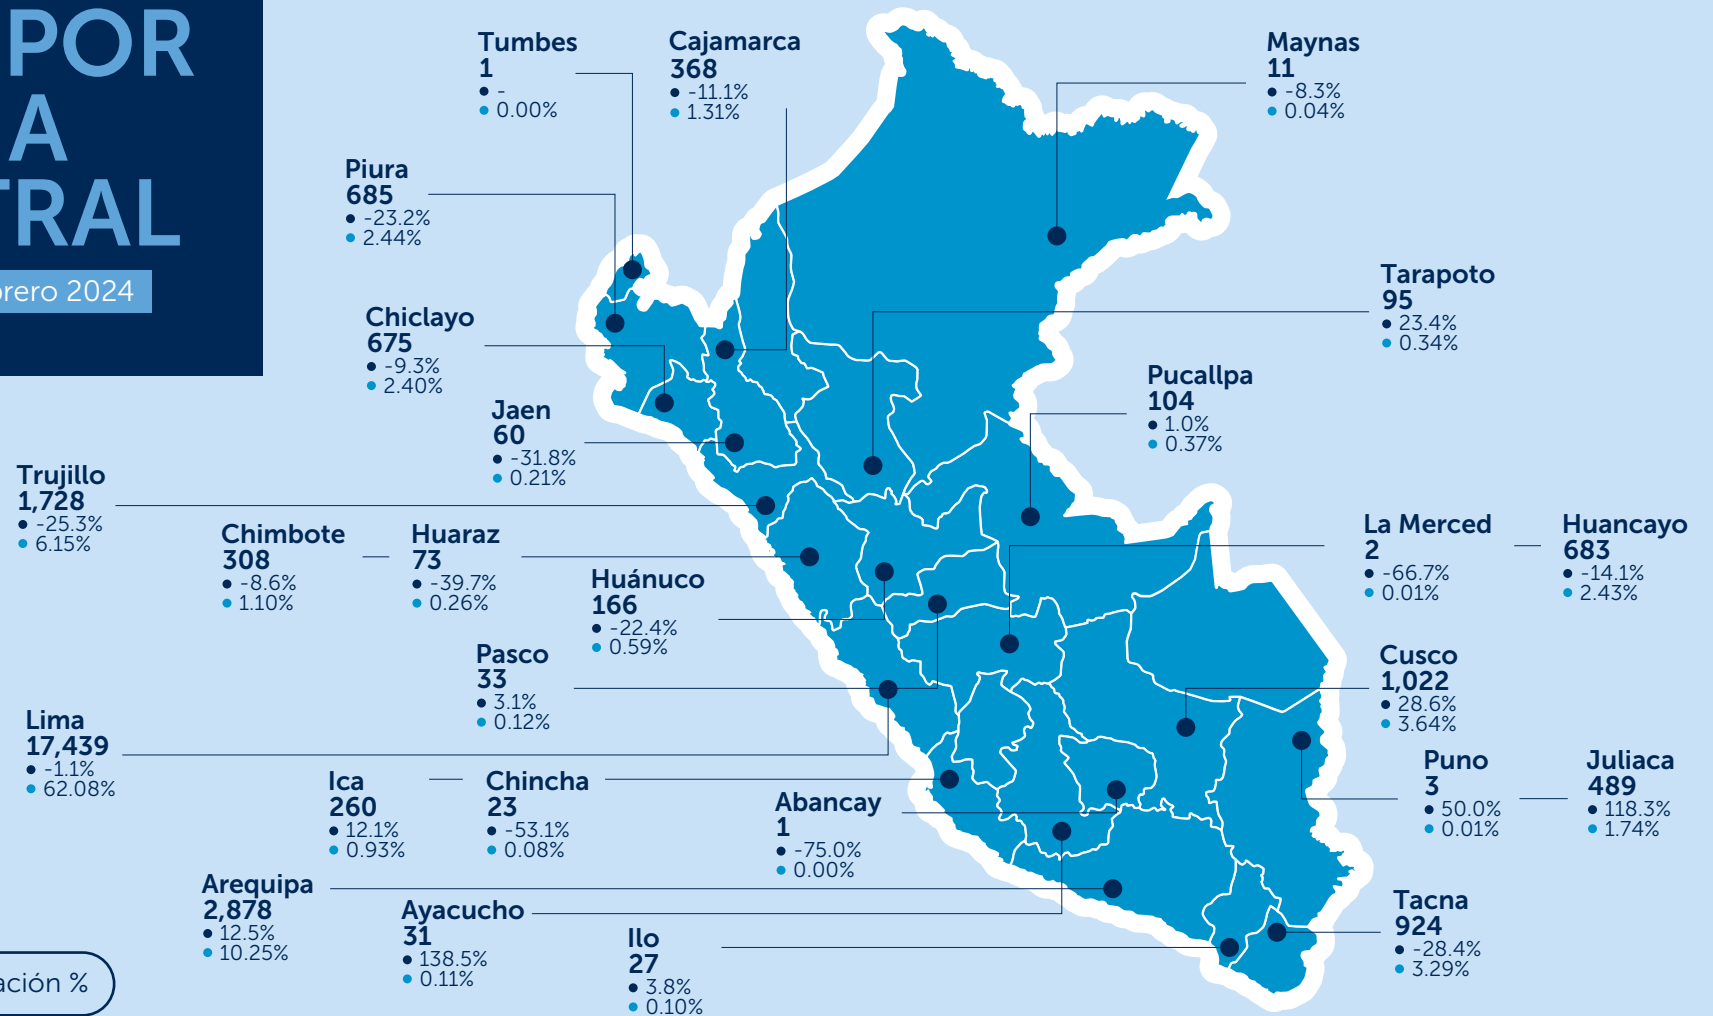 POR
A
TRAL
rero 2024
Tumbes
1
-
0.00%
Cajamarca
368
-11.1%
1.31%
Maynas
11
-8.3%
0.04%
Piura
685
-23.2%
2.44%
Tarapoto
95
23.4%
0.34%
Chiclayo
675
-9.3%
2.40%
Pucallpa
104
1.0%
0.37%
Jaen
60
-31.8%
0.21%
Trujillo
1,728
-25.3%
6.15%
Chimbote
308
-8.6%
1.10%
Huaraz
73
-39.7%
0.26%
La Merced
2
-66.7%
0.01%
Huancayo
683
-14.1%
2.43%
Huánuco
166
-22.4%
0.59%
Pasco
33
3.1%
0.12%
Cusco
1,022
28.6%
3.64%
Lima
17,439
-1.1%
62.08%
Ica
260
12.1%
0.93%
Chincha
23
-53.1%
0.08%
Abancay
1
-75.0%
0.00%
Puno
3
50.0%
0.01%
Juliaca
489
118.3%
1.74%
Arequipa
2,878
12.5%
10.25%
Ayacucho
31
138.5%
0.11%
Ilo
27
3.8%
0.10%
Tacna
924
-28.4%
3.29%
ación %